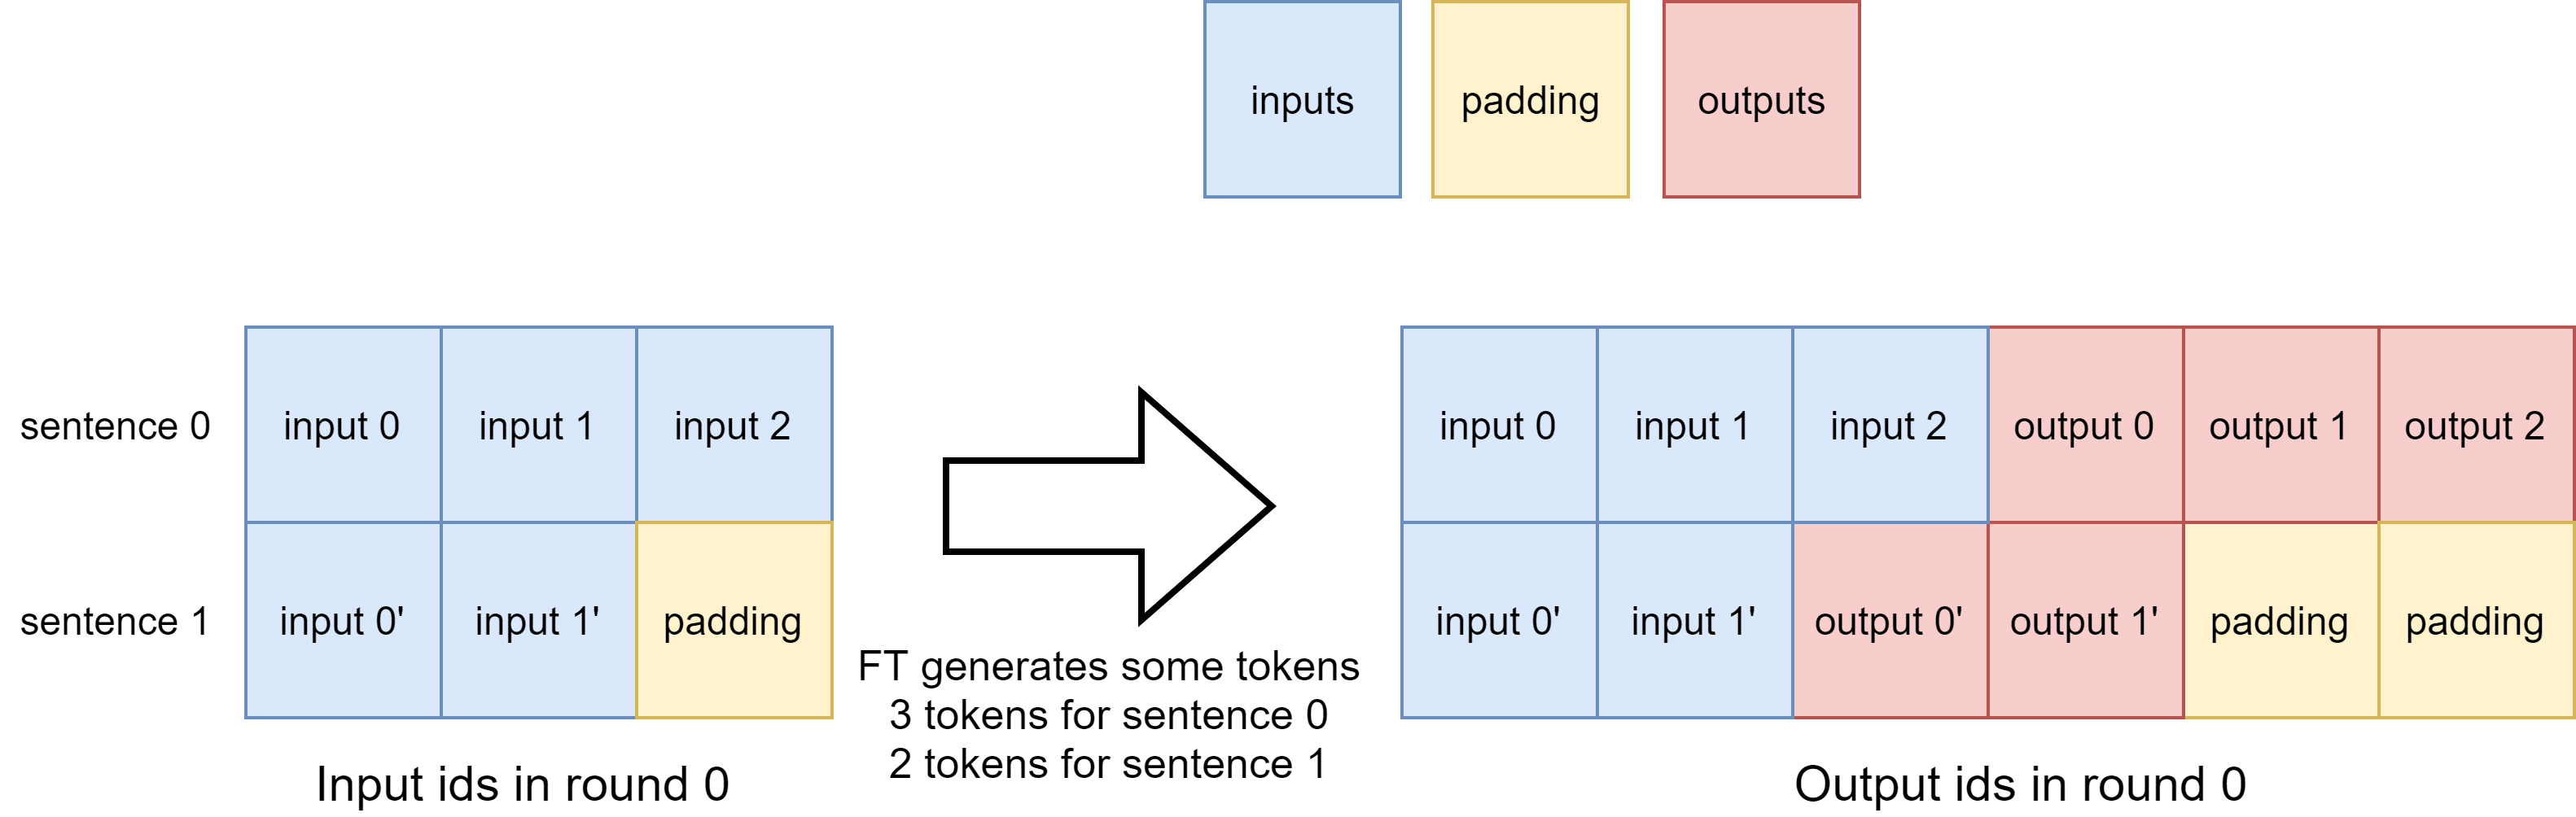 inputs padding outputs
sentence 0 input 0 input 1 input 2 input 0 input 1 input 2 output 0 output 1 output 2
sentence 1 input 0' input 1' padding input 0' input 1' output 0' output 1' padding padding
FT generates some tokens
3 tokens for sentence 0
2 tokens for sentence 1
Input ids in round 0
Output ids in round 0